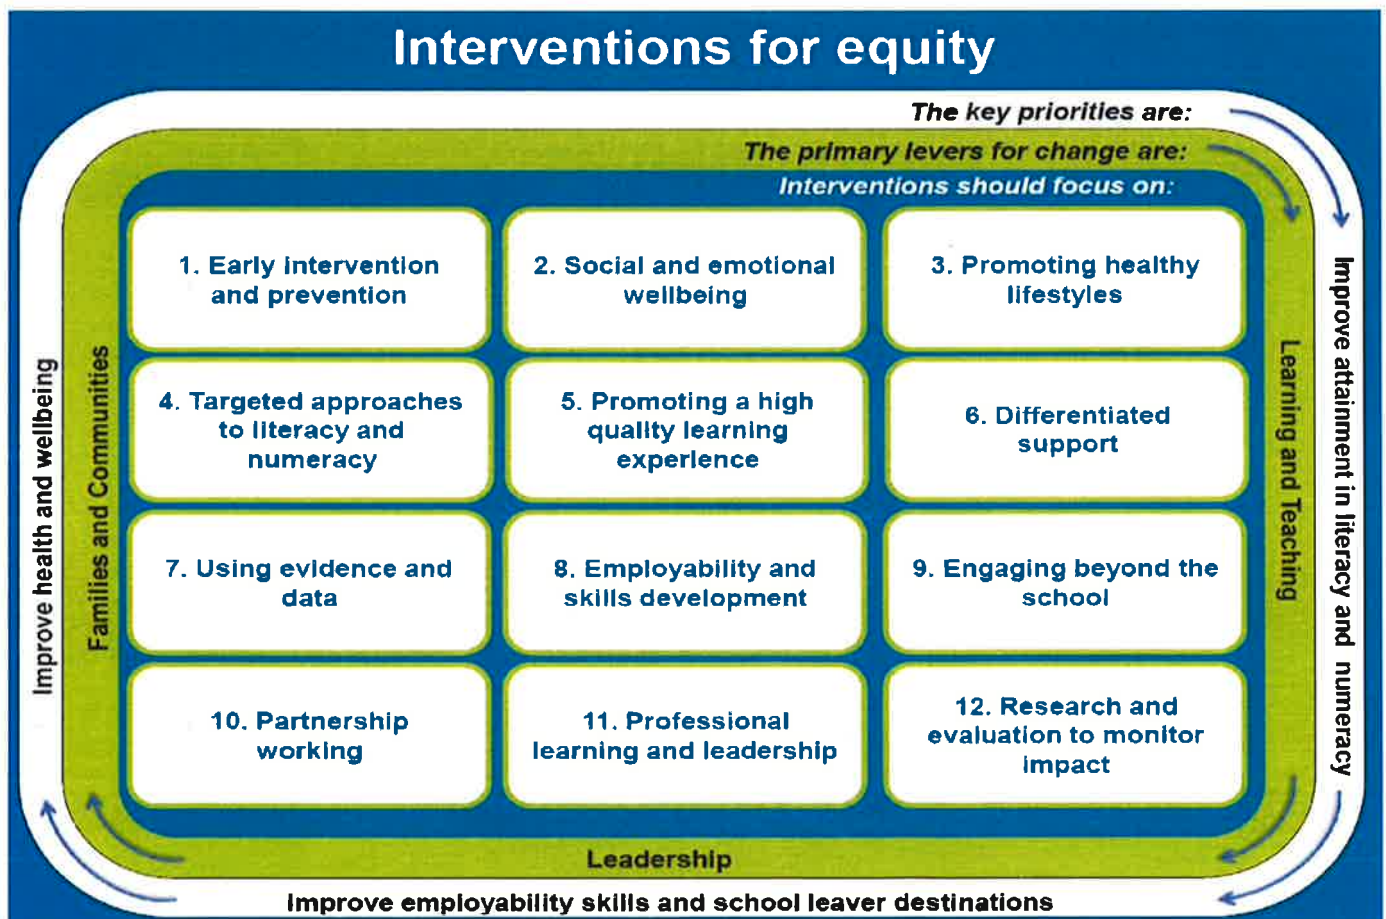 Interventions for equity
The key priorities are:
The primary levers for change are:
Interventions should focus on:
1. Early intervention
and prevention
2. Social and emotional
wellbeing
3. Promoting healthy
lifestyles
4. Targeted approaches
to literacy and
numeracy
5. Promoting a high
quality learning
experience
6. Differentiated
support
7. Using evidence and
data
8. Employability and
skills development
9. Engaging beyond the
school
10. Partnership
working
11. Professional
learning and leadership
12. Research and
evaluation to monitor
impact
Learning and Teaching
Improve attainment in literacy and numeracy
Leadership
Improve employability skills and school leaver destinations
Families and Communities
Improve health and wellbeing